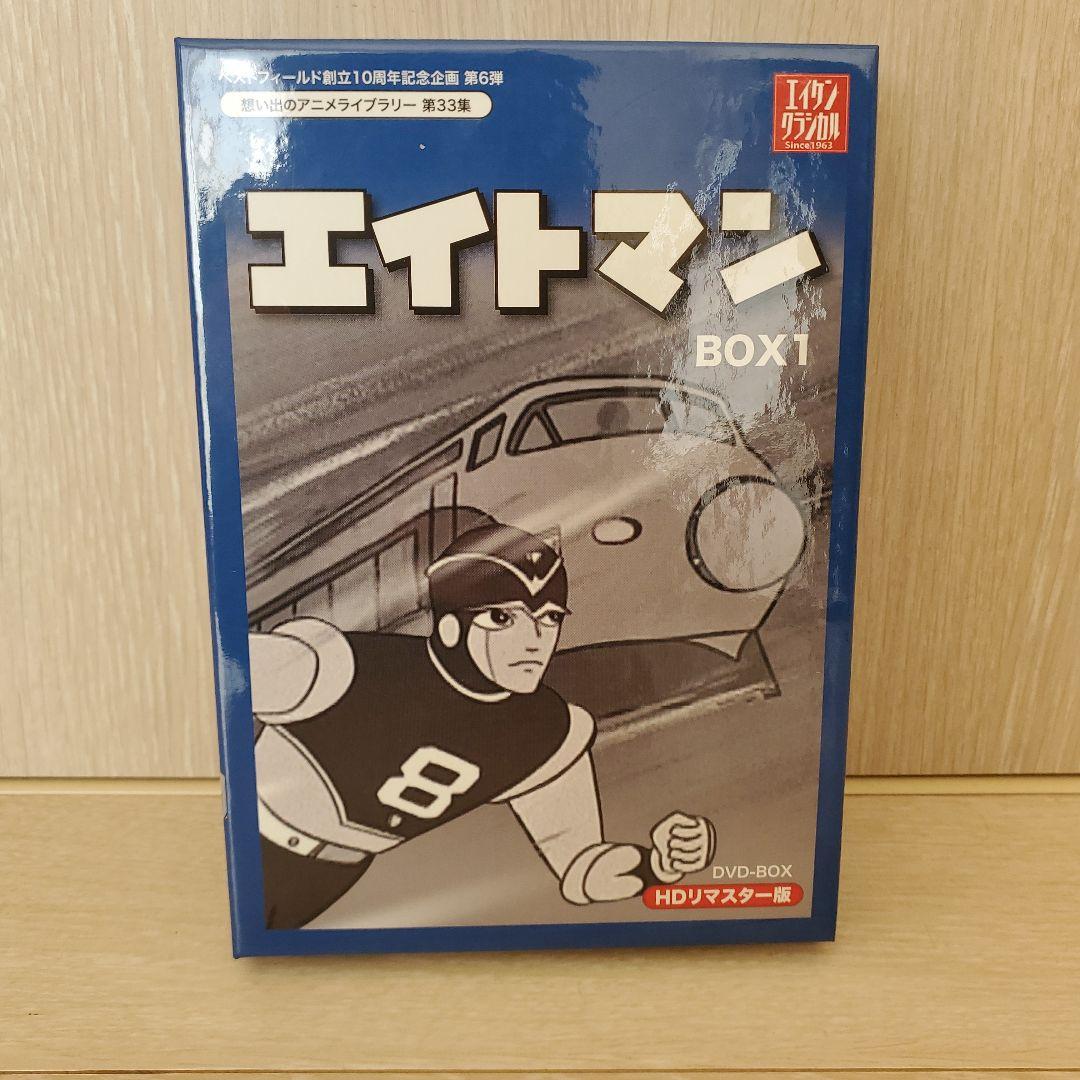 ベストフィールド創立10周年記念企画 第6弾
想い出のアニメライブラリー 第33集
エイケン
クラシカル
Since1963
エイトマン
BOX1
8
DVD-BOX
HDリマスター版